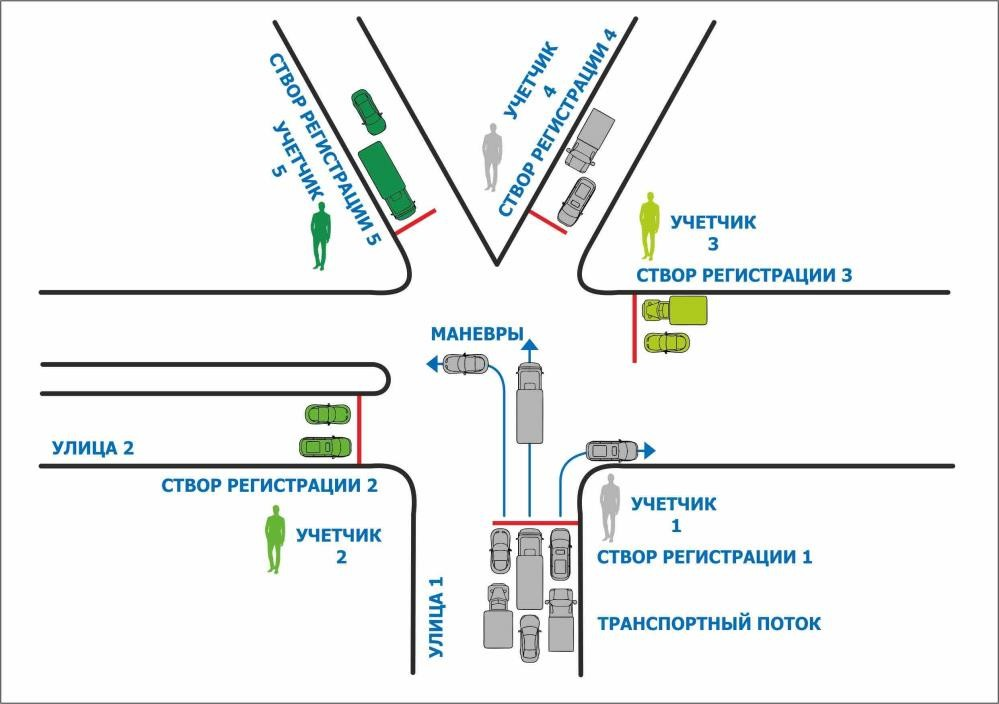 СТВОР РЕГИСТРАЦИИ 5
УЧЕТЧИК
5
УЧЕТЧИК
4
СТВОР РЕГИСТРАЦИИ 4
УЧЕТЧИК
3
СТВОР РЕГИСТРАЦИИ 3
МАНЕВРЫ
УЛИЦА 2
СТВОР РЕГИСТРАЦИИ 2
УЧЕТЧИК
2
УЧЕТЧИК
1
СТВОР РЕГИСТРАЦИИ 1
УЛИЦА 1
ТРАНСПОРТНЫЙ ПОТОК